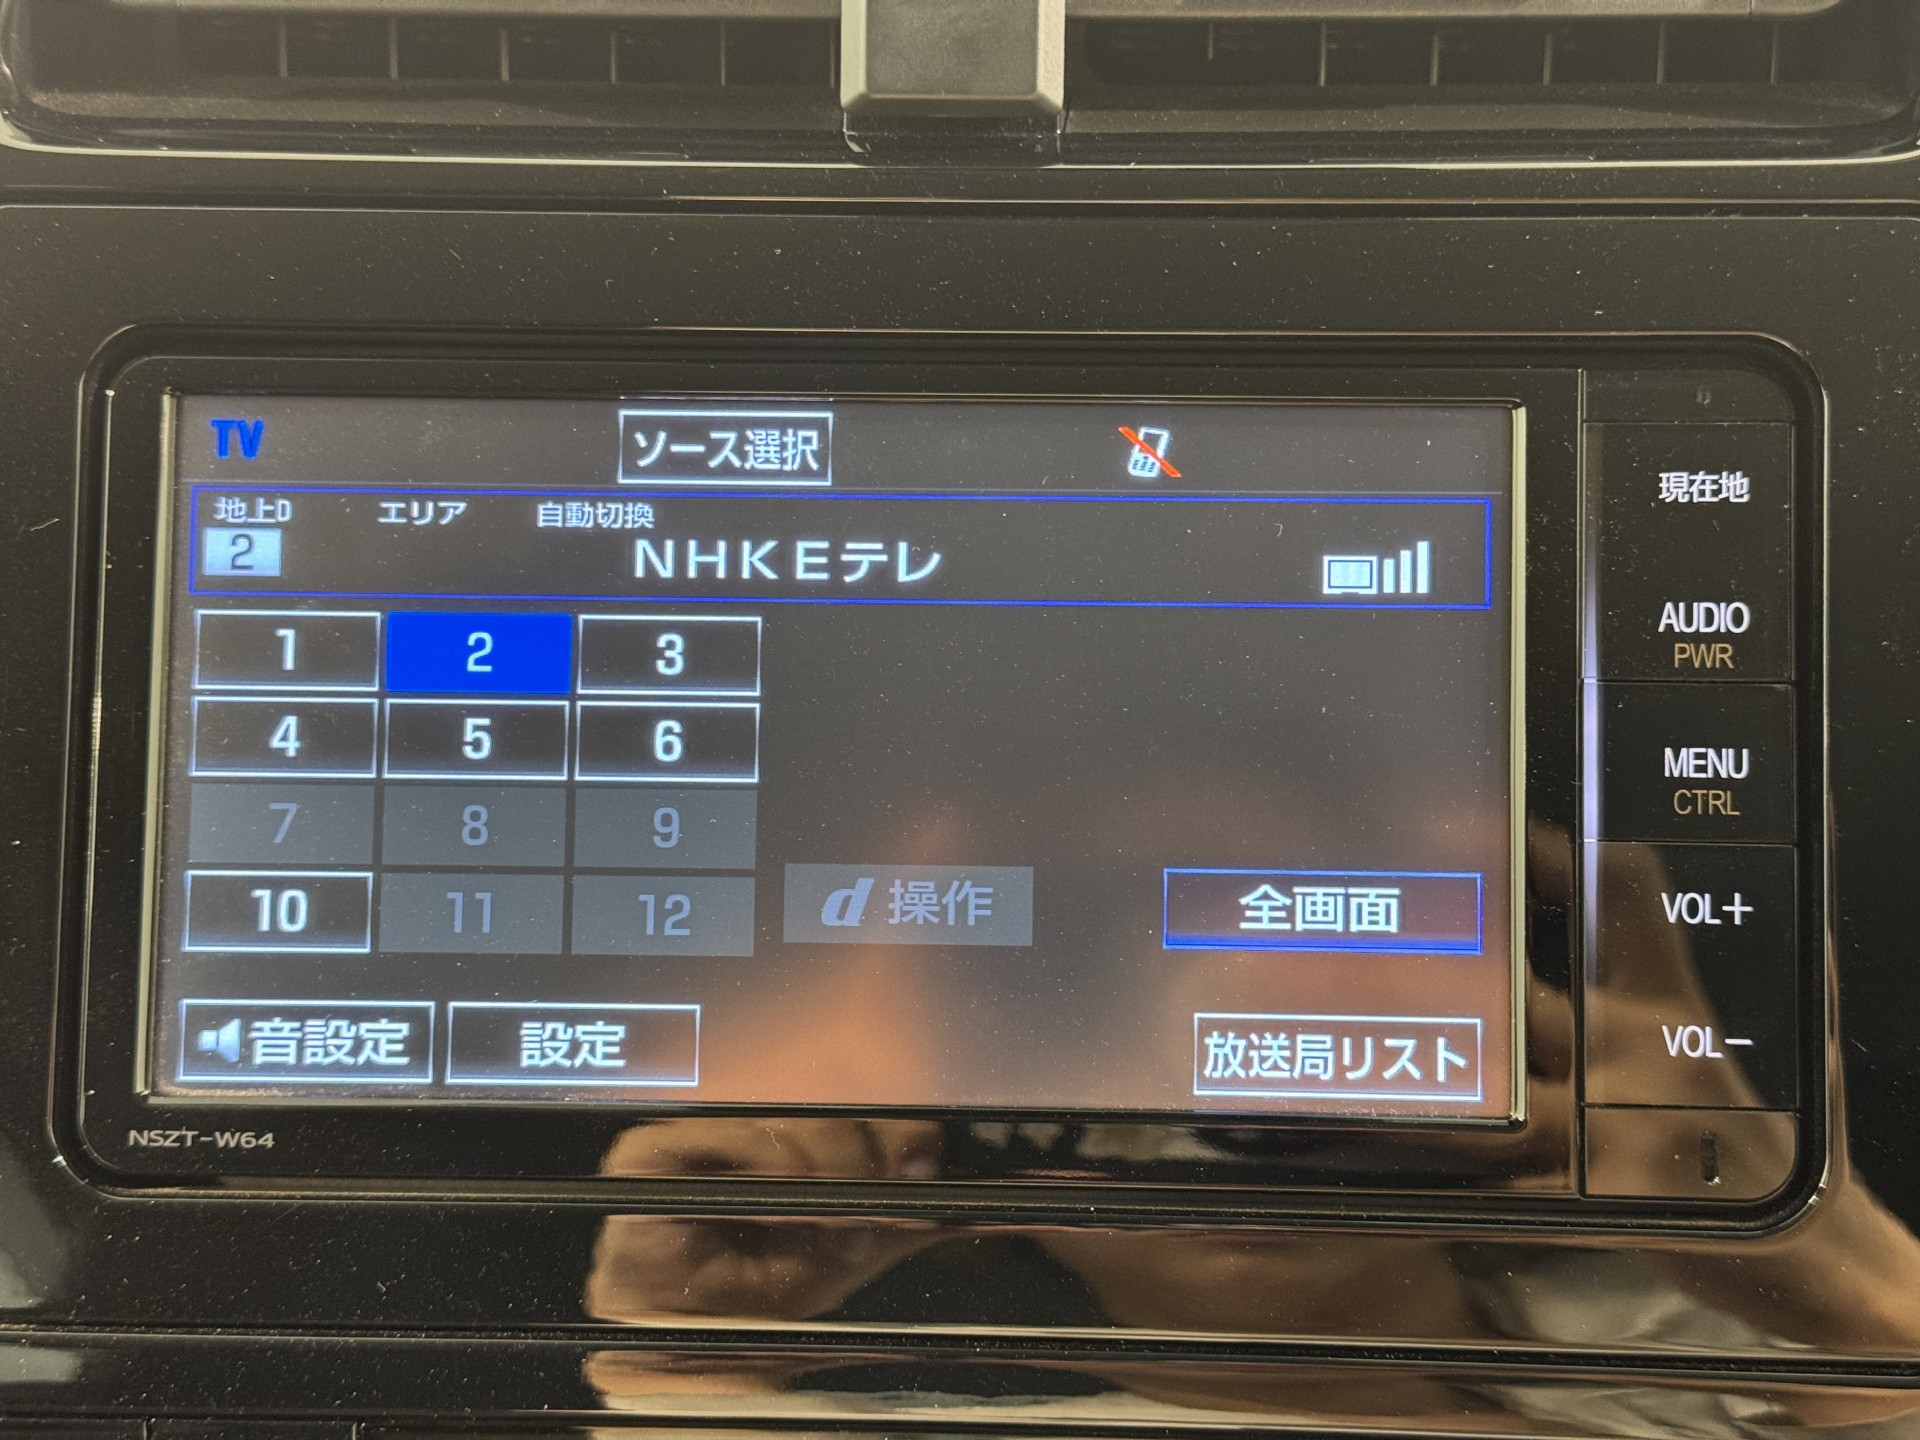 TV
ソース選択
地上D エリア 自動切換
2 NHKEテレ
1 2 3
4 5 6
7 8 9
10 11 12
d 操作
全画面
音設定 設定 放送局リスト
現在地
AUDIO
PWR
MENU
CTRL
VOL+
VOL-
NSZT-W64